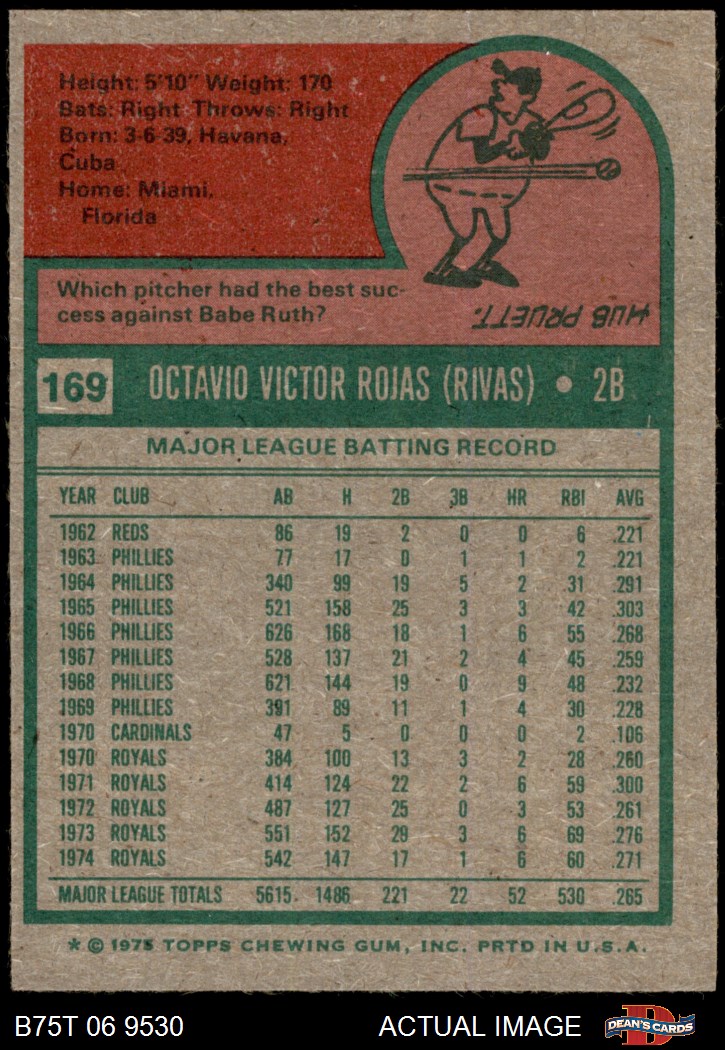 Height: 5'10" Weight: 170
Bats: Right Throws: Right
Born: 3-6-39, Havana,
Cuba
Home: Miami,
Florida
Which pitcher had the best suc-
cess against Babe Ruth?
HUB PRUETT.
169 OCTAVIO VICTOR ROJAS (RIVAS) • 2B
MAJOR LEAGUE BATTING RECORD
YEAR CLUB AB H 2B 3B HR RBI AVG
1962 REDS 86 19 2 0 0 6 .221
1963 PHILLIES 77 17 0 1 1 2 .221
1964 PHILLIES 340 99 19 5 2 31 .291
1965 PHILLIES 521 158 25 3 3 42 .303
1966 PHILLIES 626 168 18 1 6 55 .268
1967 PHILLIES 528 137 21 2 4 45 .259
1968 PHILLIES 621 144 19 0 9 48 .232
1969 PHILLIES 391 89 11 1 4 30 .228
1970 CARDINALS 47 5 0 0 0 2 .106
1970 ROYALS 384 100 13 3 2 28 .260
1971 ROYALS 414 124 22 2 6 59 .300
1972 ROYALS 487 127 25 0 3 53 .261
1973 ROYALS 551 152 29 3 6 69 .276
1974 ROYALS 542 147 17 1 6 60 .271
MAJOR LEAGUE TOTALS 5615 1486 221 22 52 530 .265
* © 1975 TOPPS CHEWING GUM, INC. PRTD IN U.S.A.
B75T 06 9530 ACTUAL IMAGE D DEAN'S CARDS